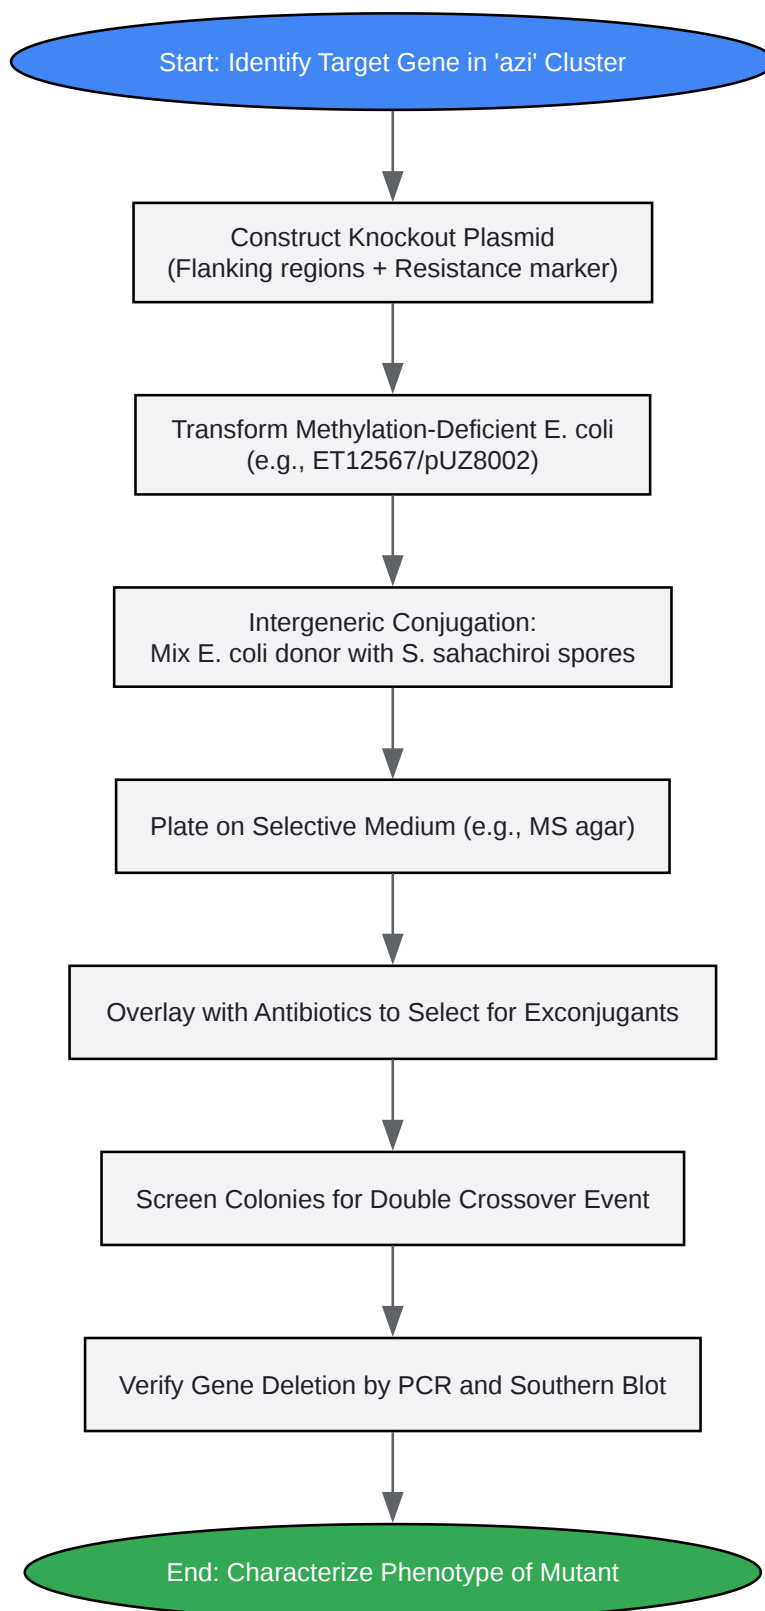 Start: Identify Target Gene in 'azi' Cluster
Construct Knockout Plasmid
(Flanking regions + Resistance marker)
Transform Methylation-Deficient E. coli
(e.g., ET12567/pUZ8002)
Intergeneric Conjugation:
Mix E. coli donor with S. sahachiroi spores
Plate on Selective Medium (e.g., MS agar)
Overlay with Antibiotics to Select for Exconjugants
Screen Colonies for Double Crossover Event
Verify Gene Deletion by PCR and Southern Blot
End: Characterize Phenotype of Mutant